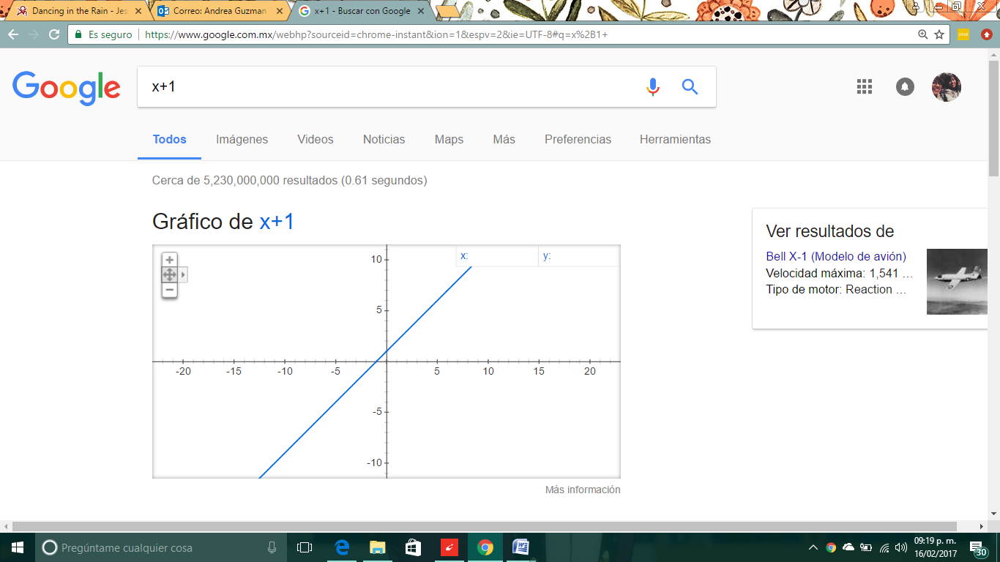 Dancing in the Rain - Jes
Correo: Andrea Guzman
x+1 - Buscar con Google
Es seguro
https://www.google.com.mx/webhp?sourceid=chrome-instant&ion=1&espv=2&ie=UTF-8#q=x%2B1+
Google
x+1
Todos Imágenes Videos Noticias Maps Más Preferencias Herramientas
Cerca de 5,230,000,000 resultados (0.61 segundos)
Gráfico de x+1
x: y:
10
5
-20 -15 -10 -5 5 10 15 20
-5
-10
Más información
Ver resultados de
Bell X-1 (Modelo de avión)
Velocidad máxima: 1,541 ...
Tipo de motor: Reaction ...
Pregúntame cualquier cosa
09:19 p. m.
16/02/2017
30